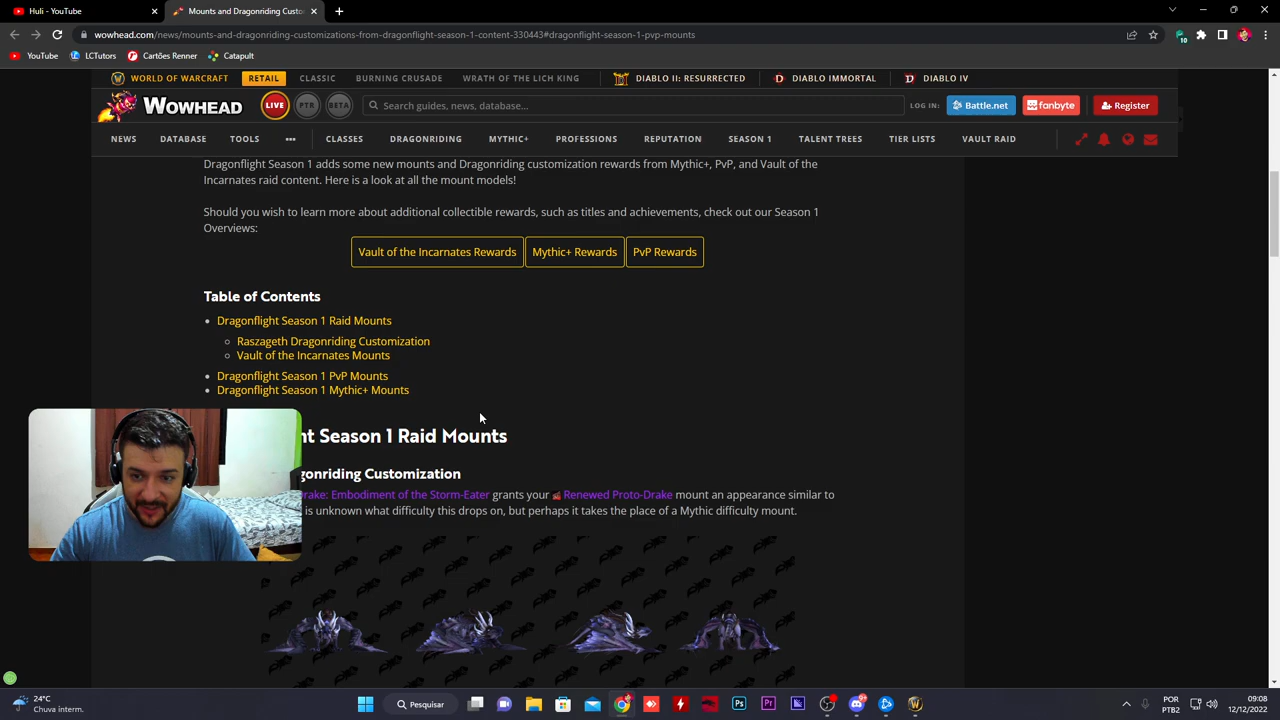 Huli - YouTube
Mounts and Dragonriding Custo
wowhead.com/news/mounts-and-dragonriding-customizations-from-dragonflight-season-1-content-330443#dragonflight-season-1-pvp-mounts
10
YouTube
LCTutors
Cartões Renner
Catapult
WORLD OF WARCRAFT RETAIL CLASSIC BURNING CRUSADE WRATH OF THE LICH KING DIABLO II: RESURRECTED DIABLO IMMORTAL DIABLO IV
WOWHEAD LIVE PTR BETA Search guides, news, database... LOG IN: Battle.net fanbyte Register
NEWS DATABASE TOOLS ••• CLASSES DRAGONRIDING MYTHIC+ PROFESSIONS REPUTATION SEASON 1 TALENT TREES TIER LISTS VAULT RAID
Dragonflight Season 1 adds some new mounts and Dragonriding customization rewards from Mythic+, PvP, and Vault of the
Incarnates raid content. Here is a look at all the mount models!
Should you wish to learn more about additional collectible rewards, such as titles and achievements, check out our Season 1
Overviews:
Vault of the Incarnates Rewards Mythic+ Rewards PvP Rewards
Table of Contents
Dragonflight Season 1 Raid Mounts
Raszageth Dragonriding Customization
Vault of the Incarnates Mounts
Dragonflight Season 1 PvP Mounts
Dragonflight Season 1 Mythic+ Mounts
ht Season 1 Raid Mounts
gonriding Customization
rake: Embodiment of the Storm-Eater grants your Renewed Proto-Drake mount an appearance similar to
is unknown what difficulty this drops on, but perhaps it takes the place of a Mythic difficulty mount.
24°C
Chuva interm.
Pesquisar
POR
PTB2
09:08
12/12/2022